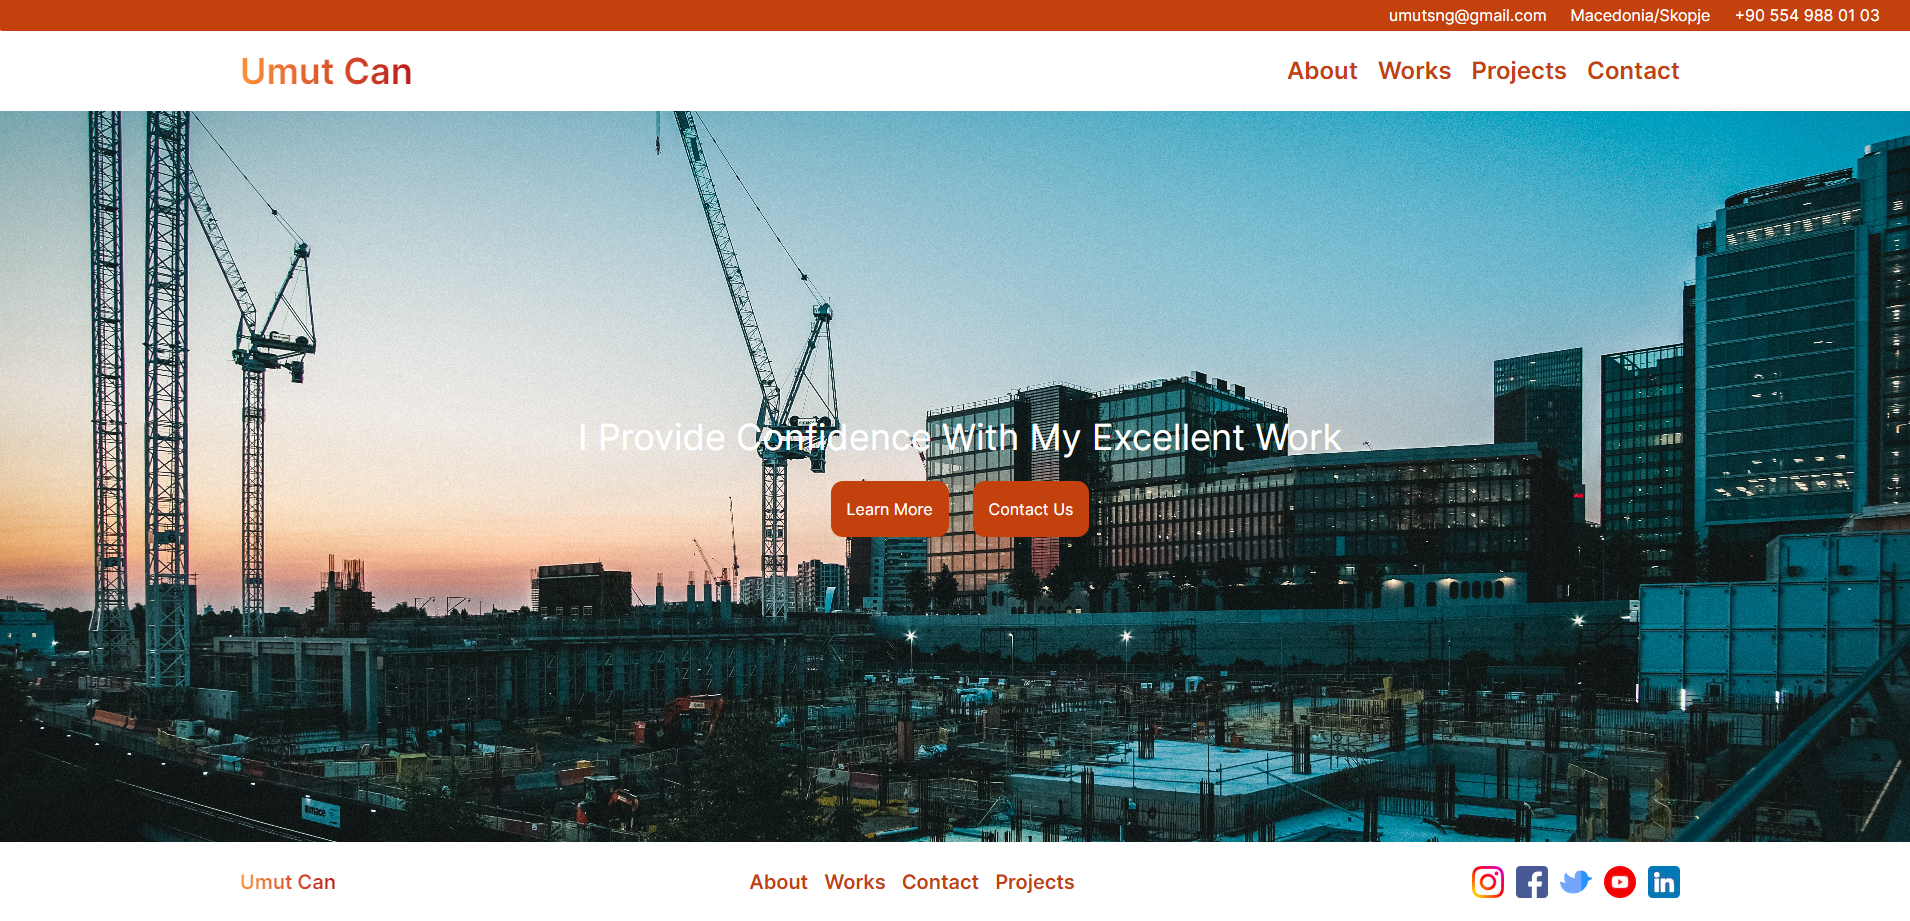 umutsng@gmail.com Macedonia/Skopje +90 554 988 01 03
Umut Can About Works Projects Contact
I Provide Confidence With My Excellent Work
Learn More Contact Us
Umut Can About Works Contact Projects